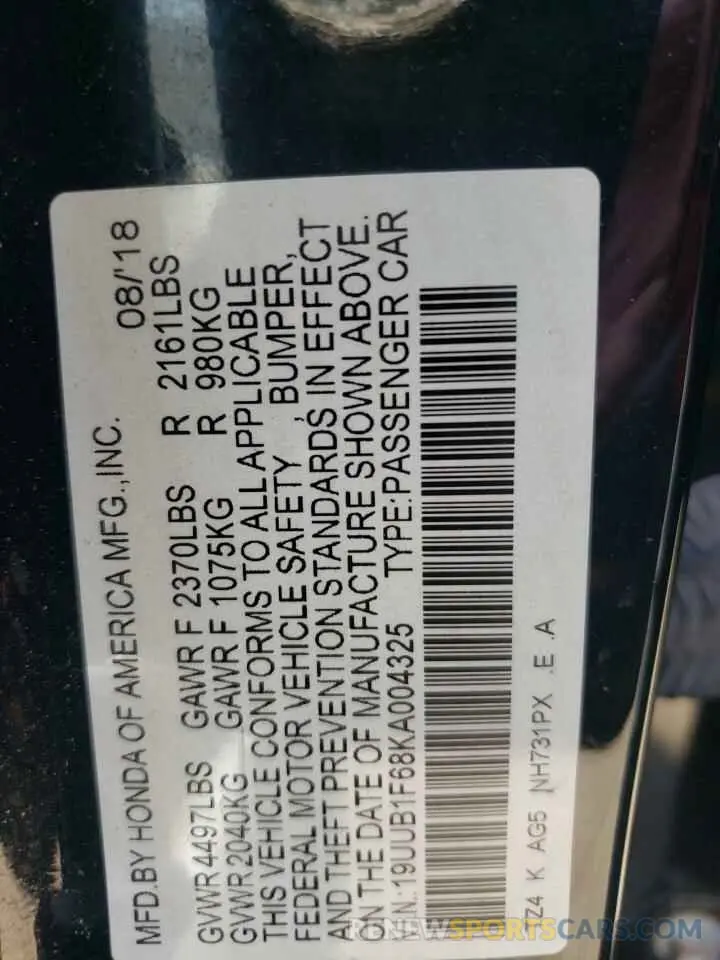 MFD.BY HONDA OF AMERICA MFG.,INC. 08/'18
GVWR 4497LBS GAWR F 2370LBS R 2161LBS
GVWR 2040KG GAWR F 1075KG R 980KG
THIS VEHICLE CONFORMS TO ALL APPLICABLE
FEDERAL MOTOR VEHICLE SAFETY , BUMPER,
AND THEFT PREVENTION STANDARDS IN EFFECT
ON THE DATE OF MANUFACTURE SHOWN ABOVE.
19UUB1F68KA004325 TYPE:PASSENGER CAR
TZ4 K AG5 NH731PX .E .A
RENEWSPORTSCARS.COM